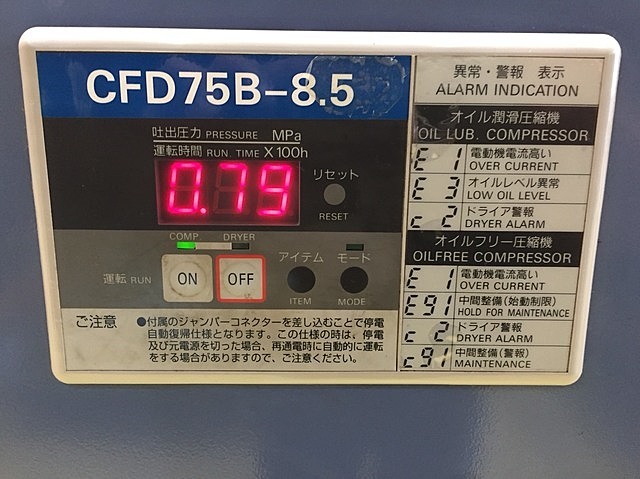 CFD75B-8.5
吐出圧力 PRESSURE MPa
運転時間 RUN. TIME X100h
0.79
リセット
RESET
COMP DRYER
運転 RUN ON OFF
アイテム モード
ITEM MODE
ご注意
●付属のジャンパーコネクターを差し込むことで停電
自動復帰仕様となります。この仕様の時は、停電
及び元電源を切った場合、再通電時に自動的に運転
をする場合がありますので、ご注意ください。
異常・警報 表示
ALARM INDICATION
オイル潤滑圧縮機
OIL LUB. COMPRESSOR
E 1 電動機電流高い
OVER CURRENT
E 3 オイルレベル異常
LOW OIL LEVEL
c 2 ドライア警報
DRYER ALARM
オイルフリー圧縮機
OILFREE COMPRESSOR
E 1 電動機電流高い
OVER CURRENT
E91 中間整備(始動制限)
HOLD FOR MAINTENANCE
c 2 ドライア警報
DRYER ALARM
c91 中間整備(警報)
MAINTENANCE